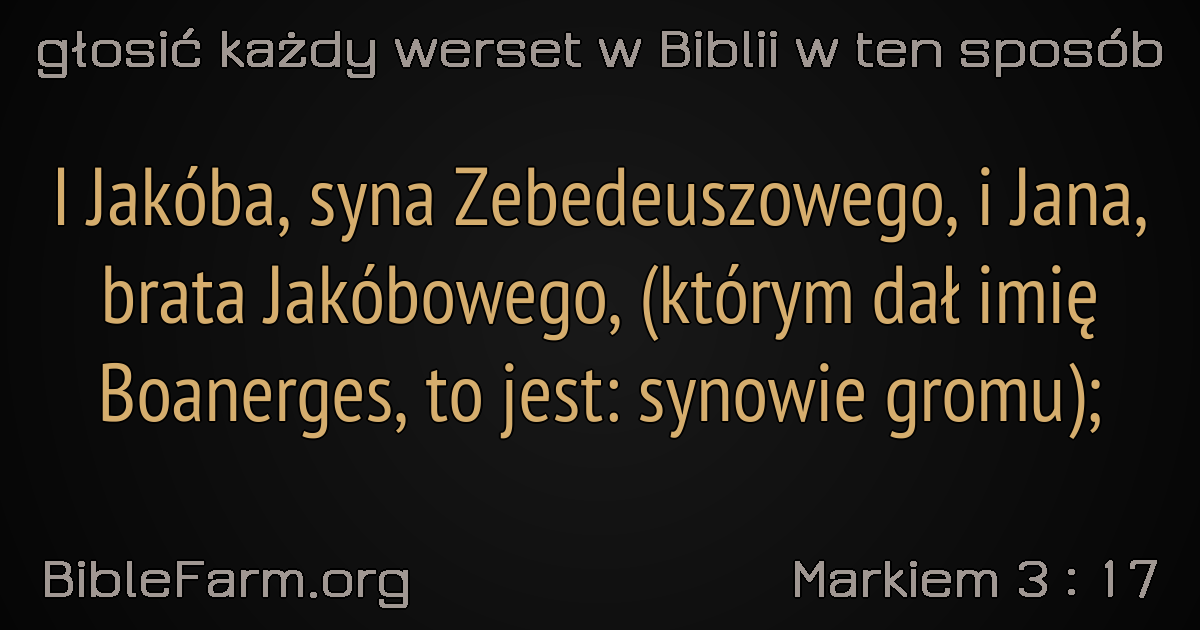 głosić każdy werset w Biblii w ten sposób
I Jakóba, syna Zebedeuszowego, i Jana,
brata Jakóbowego, (którym dał imię
Boanerges, to jest: synowie gromu);
BibleFarm.org
Markiem 3 : 17